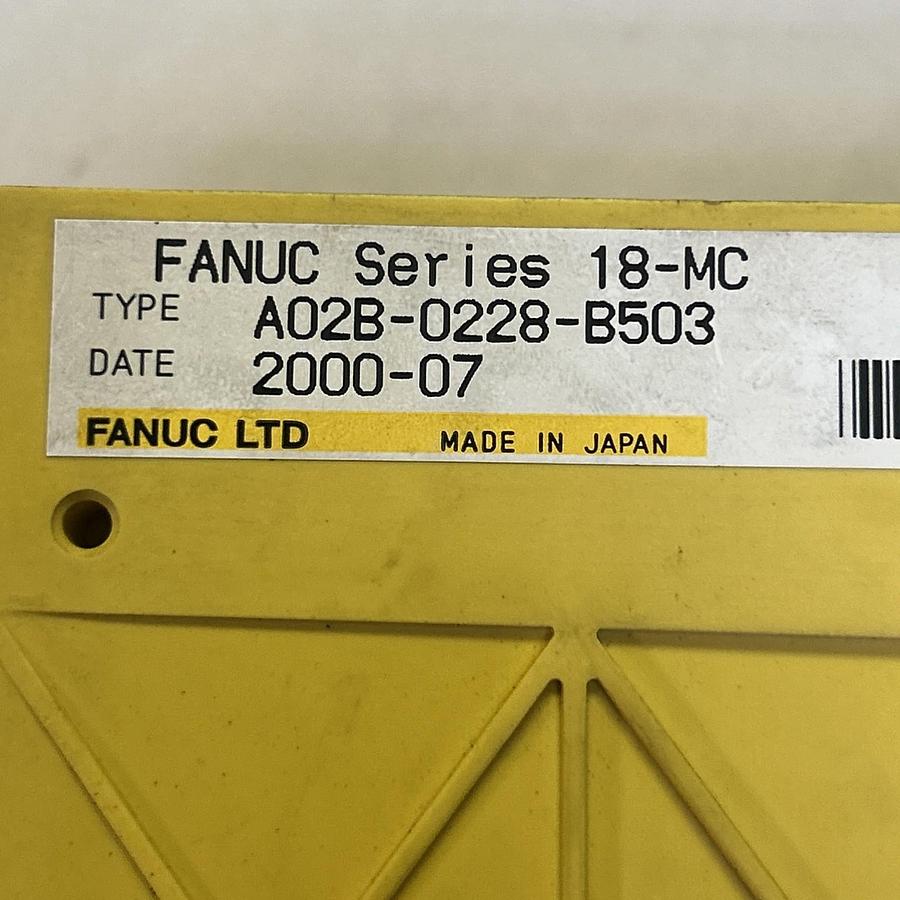 FANUC Series 18-MC
TYPE A02B-0228-B503
DATE 2000-07
FANUC LTD MADE IN JAPAN